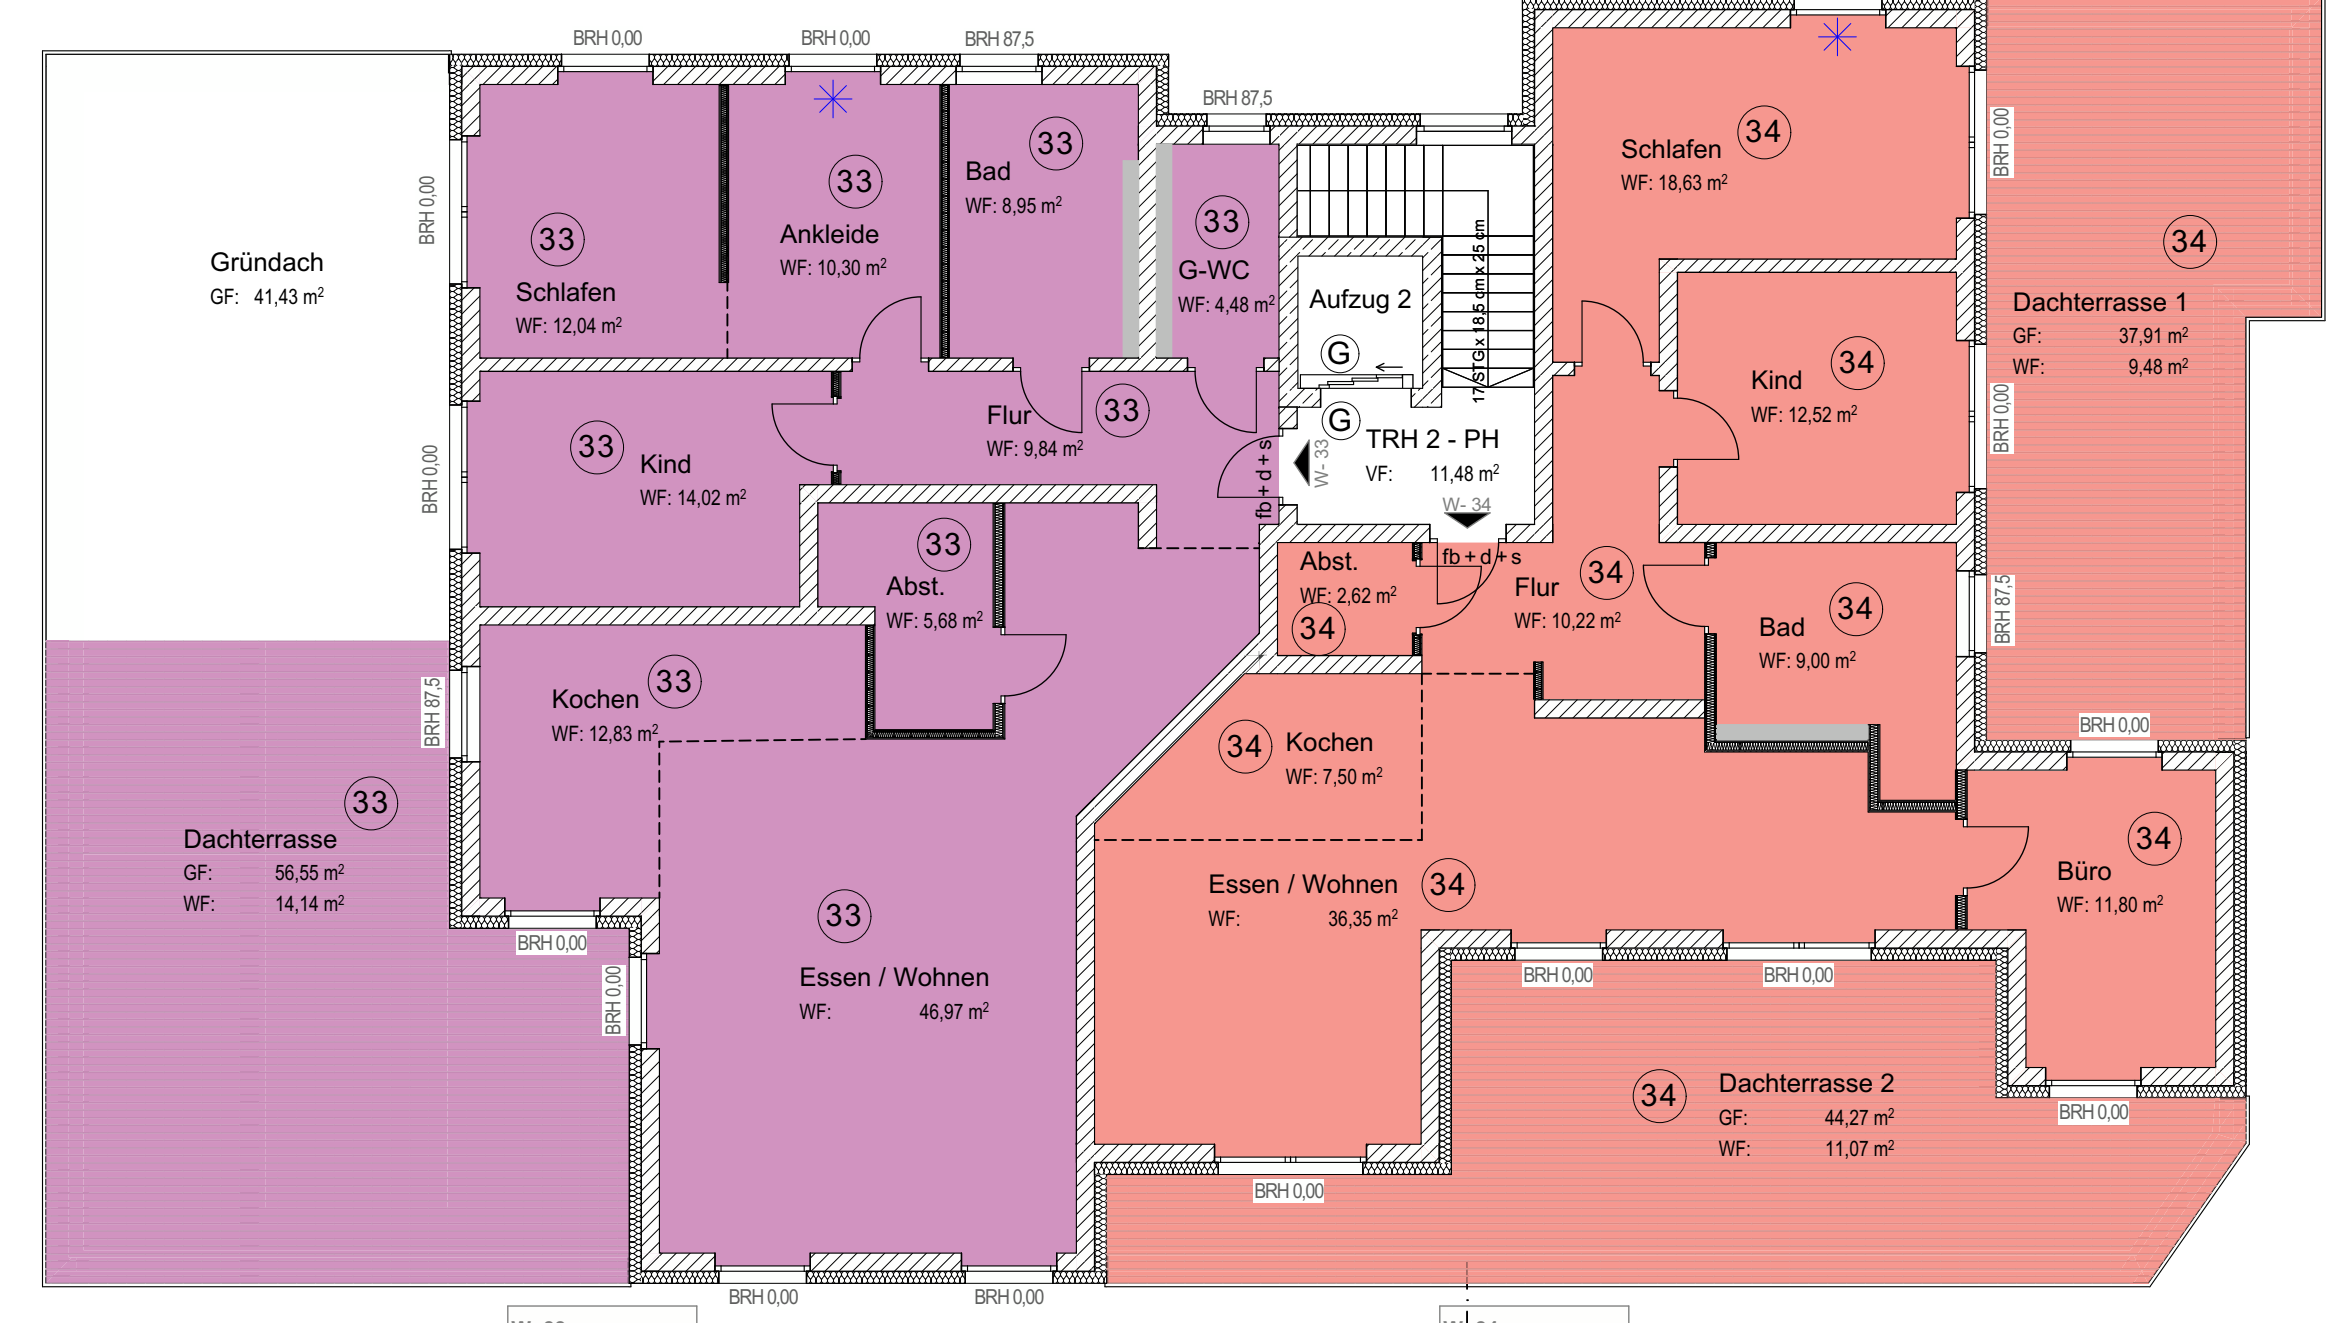 BRH 0,00
BRH 0,00
BRH 87,5
BRH 87,5
Gründach
GF: 41,43 m²
BRH 0,00
BRH 0,00
33
Schlafen
WF: 12,04 m²
33
Ankleide
WF: 10,30 m²
33
Bad
WF: 8,95 m²
33
G-WC
WF: 4,48 m²
Aufzug 2
G
G
17 STG x 18,5 cm x 25 cm
TRH 2 - PH
VF: 11,48 m²
W- 33
W- 34
fb + d + s
fb + d + s
34
Schlafen
WF: 18,63 m²
BRH 0,00
34
Dachterrasse 1
GF: 37,91 m²
WF: 9,48 m²
34
Kind
WF: 12,52 m²
BRH 0,00
33
Kind
WF: 14,02 m²
33
Flur
WF: 9,84 m²
33
Abst.
WF: 5,68 m²
Abst.
WF: 2,62 m²
34
34
Flur
WF: 10,22 m²
34
Bad
WF: 9,00 m²
BRH 87,5
BRH 87,5
33
Kochen
WF: 12,83 m²
34
Kochen
WF: 7,50 m²
BRH 0,00
33
Dachterrasse
GF: 56,55 m²
WF: 14,14 m²
BRH 0,00
BRH 0,00
33
Essen / Wohnen
WF: 46,97 m²
Essen / Wohnen
34
WF: 36,35 m²
34
Büro
WF: 11,80 m²
BRH 0,00
BRH 0,00
34
Dachterrasse 2
GF: 44,27 m²
WF: 11,07 m²
BRH 0,00
BRH 0,00
BRH 0,00
BRH 0,00